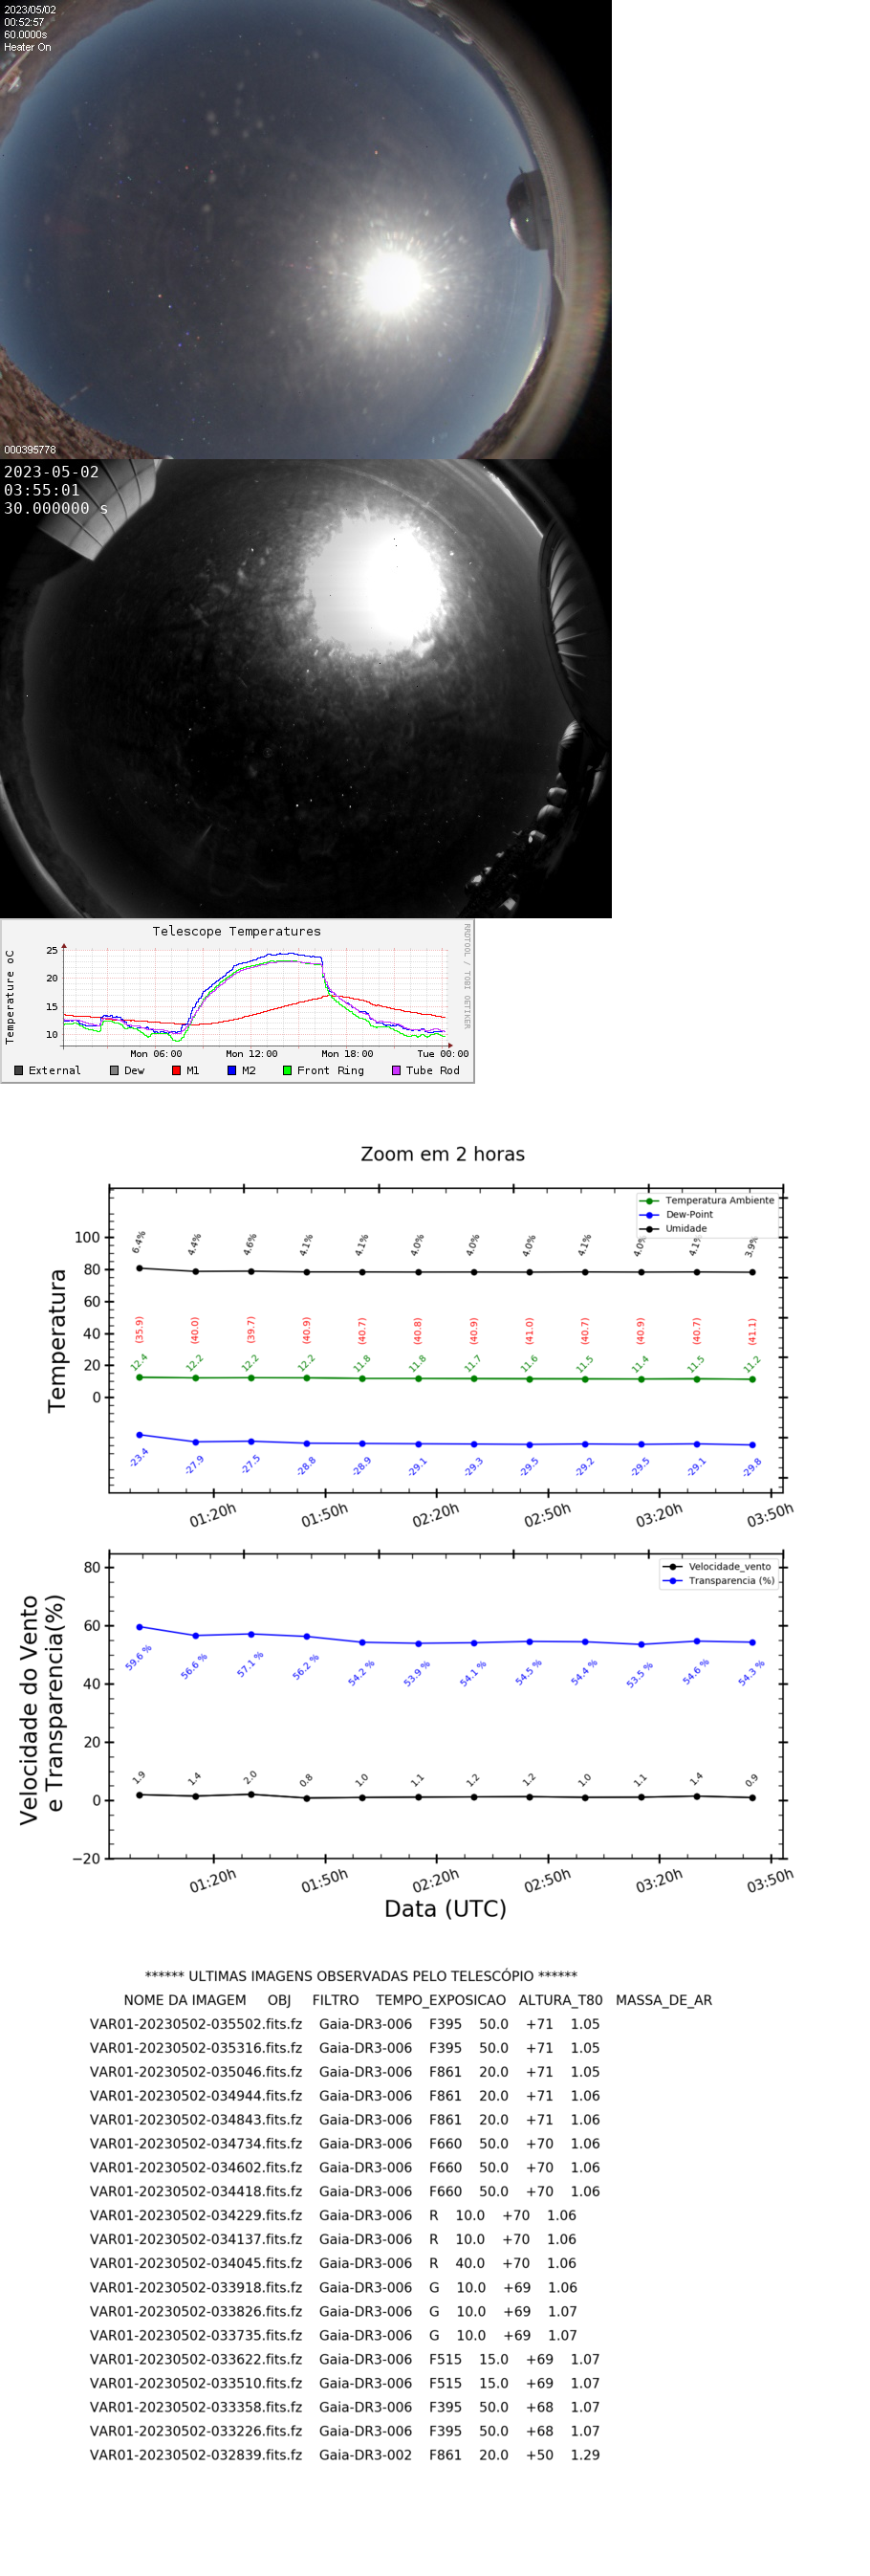 2023/05/02
00:52:57
60.0000s
Heater On
000395778
2023-05-02
03:55:01
30.000000 s
Telescope Temperatures
Temperature oC
RRDTOOL / TOBI OETIKER
25
20
15
10
Mon 06:00 Mon 12:00 Mon 18:00 Tue 00:00
External Dew M1 M2 Front Ring Tube Rod
Zoom em 2 horas
Temperatura Ambiente
Dew-Point
Umidade
Temperatura
100
80
60
40
20
0
6.4% 4.4% 4.6% 4.1% 4.1% 4.0% 4.0% 4.0% 4.1% 4.0% 4.1% 3.9%
(35.9) (40.0) (39.7) (40.9) (40.7) (40.8) (40.9) (41.0) (40.7) (40.9) (40.7) (41.1)
12.4 12.2 12.2 12.2 11.8 11.8 11.7 11.6 11.5 11.4 11.5 11.2
-23.4 -27.9 -27.5 -28.8 -28.9 -29.1 -29.3 -29.5 -29.2 -29.5 -29.1 -29.8
01:20h 01:50h 02:20h 02:50h 03:20h 03:50h
Velocidade_vento
Transparencia (%)
Velocidade do Vento
e Transparencia(%)
80
60
40
20
0
−20
59.6 % 56.6 % 57.1 % 56.2 % 54.2 % 53.9 % 54.1 % 54.5 % 54.4 % 53.5 % 54.6 % 54.3 %
1.9 1.4 2.0 0.8 1.0 1.1 1.2 1.2 1.0 1.1 1.4 0.9
01:20h 01:50h 02:20h 02:50h 03:20h 03:50h
Data (UTC)
****** ULTIMAS IMAGENS OBSERVADAS PELO TELESCÓPIO ******
NOME DA IMAGEM OBJ FILTRO TEMPO_EXPOSICAO ALTURA_T80 MASSA_DE_AR
VAR01-20230502-035502.fits.fz Gaia-DR3-006 F395 50.0 +71 1.05
VAR01-20230502-035316.fits.fz Gaia-DR3-006 F395 50.0 +71 1.05
VAR01-20230502-035046.fits.fz Gaia-DR3-006 F861 20.0 +71 1.05
VAR01-20230502-034944.fits.fz Gaia-DR3-006 F861 20.0 +71 1.06
VAR01-20230502-034843.fits.fz Gaia-DR3-006 F861 20.0 +71 1.06
VAR01-20230502-034734.fits.fz Gaia-DR3-006 F660 50.0 +70 1.06
VAR01-20230502-034602.fits.fz Gaia-DR3-006 F660 50.0 +70 1.06
VAR01-20230502-034418.fits.fz Gaia-DR3-006 F660 50.0 +70 1.06
VAR01-20230502-034229.fits.fz Gaia-DR3-006 R 10.0 +70 1.06
VAR01-20230502-034137.fits.fz Gaia-DR3-006 R 10.0 +70 1.06
VAR01-20230502-034045.fits.fz Gaia-DR3-006 R 40.0 +70 1.06
VAR01-20230502-033918.fits.fz Gaia-DR3-006 G 10.0 +69 1.06
VAR01-20230502-033826.fits.fz Gaia-DR3-006 G 10.0 +69 1.07
VAR01-20230502-033735.fits.fz Gaia-DR3-006 G 10.0 +69 1.07
VAR01-20230502-033622.fits.fz Gaia-DR3-006 F515 15.0 +69 1.07
VAR01-20230502-033510.fits.fz Gaia-DR3-006 F515 15.0 +69 1.07
VAR01-20230502-033358.fits.fz Gaia-DR3-006 F395 50.0 +68 1.07
VAR01-20230502-033226.fits.fz Gaia-DR3-006 F395 50.0 +68 1.07
VAR01-20230502-032839.fits.fz Gaia-DR3-002 F861 20.0 +50 1.29